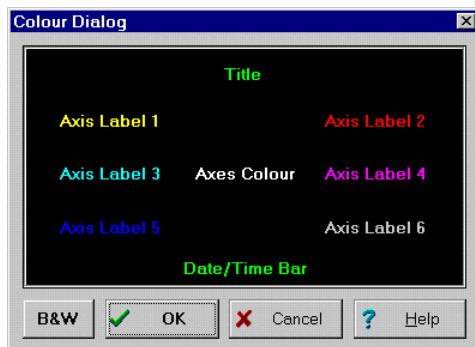 Colour Dialog
Title
Axis Label 1 Axis Label 2
Axis Label 3 Axes Colour Axis Label 4
Axis Label 5 Axis Label 6
Date/Time Bar
B&W OK Cancel ? Help